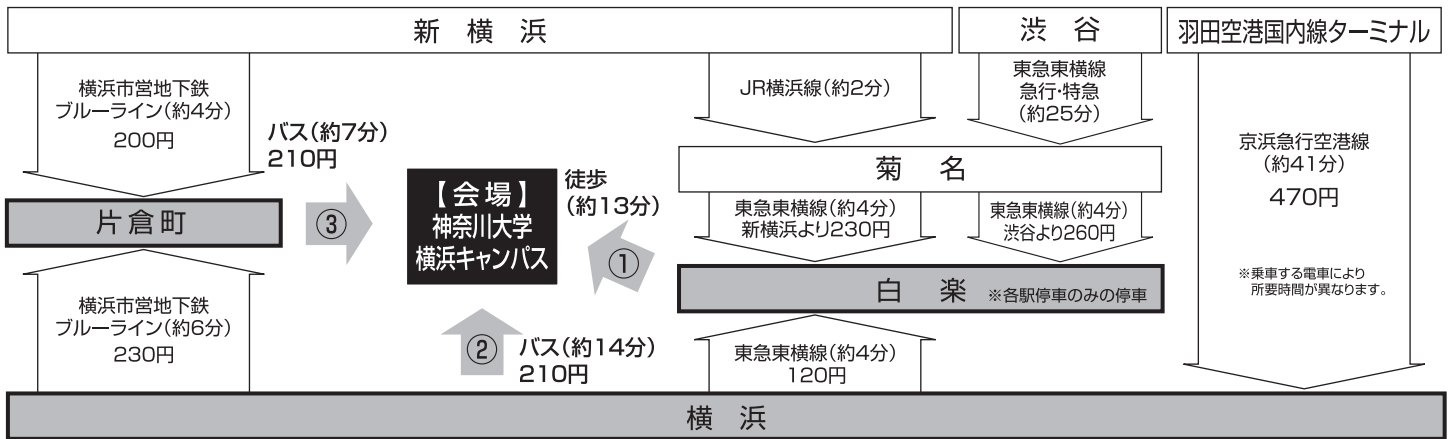 新横浜
渋谷
羽田空港国内線ターミナル
横浜市営地下鉄
ブルーライン(約4分)
200円
バス(約7分)
210円
JR横浜線(約2分)
東急東横線
急行・特急
(約25分)
京浜急行空港線
(約41分)
470円
※乗車する電車により
所要時間が異なります。
菊名
片倉町
③
【会場】
神奈川大学
横浜キャンパス
徒歩
(約13分)
①
東急東横線(約4分)
新横浜より230円
東急東横線(約4分)
渋谷より260円
白楽 ※各駅停車のみの停車
横浜市営地下鉄
ブルーライン(約6分)
230円
②
バス(約14分)
210円
東急東横線(約4分)
120円
横浜